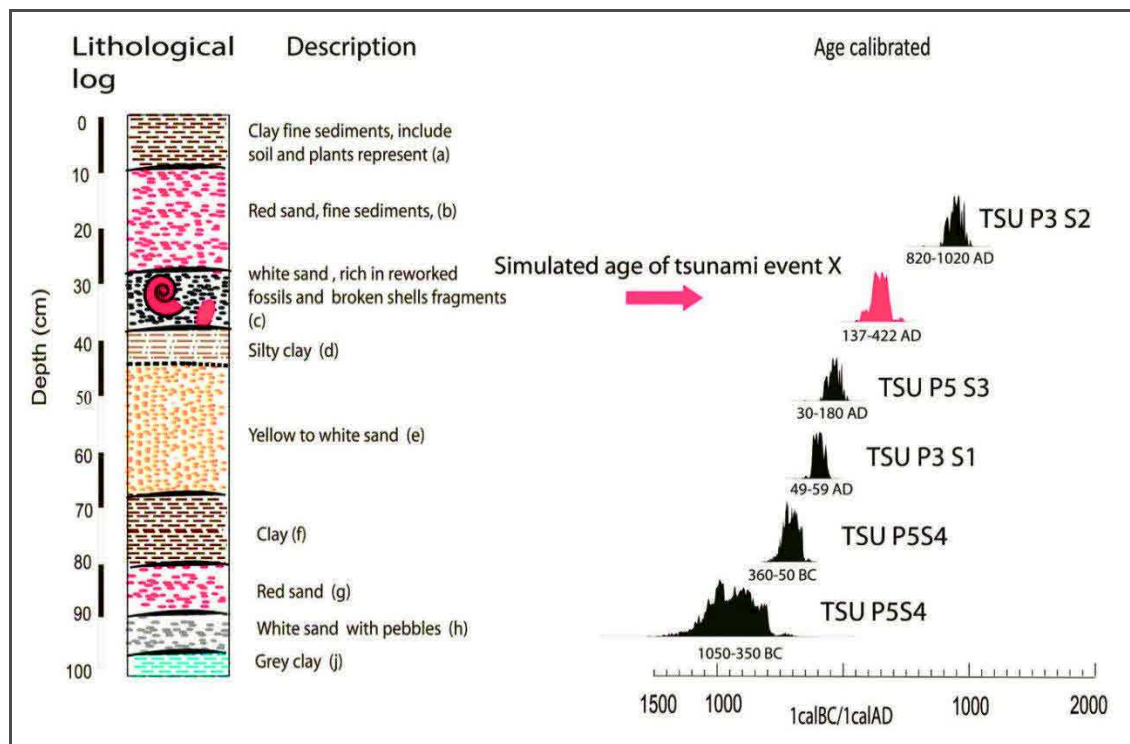 Lithological
log
Description
Age calibrated
Depth (cm)
0
10
20
30
40
50
60
70
80
90
100
Clay fine sediments, include
soil and plants represent (a)
Red sand, fine sediments, (b)
white sand , rich in reworked
fossils and broken shells fragments
(c)
Silty clay (d)
Yellow to white sand (e)
Clay (f)
Red sand (g)
White sand with pebbles (h)
Grey clay (j)
TSU P3 S2
820-1020 AD
Simulated age of tsunami event X
137-422 AD
TSU P5 S3
30-180 AD
TSU P3 S1
49-59 AD
TSU P5S4
360-50 BC
TSU P5S4
1050-350 BC
1500 1000 1calBC/1calAD 1000 2000